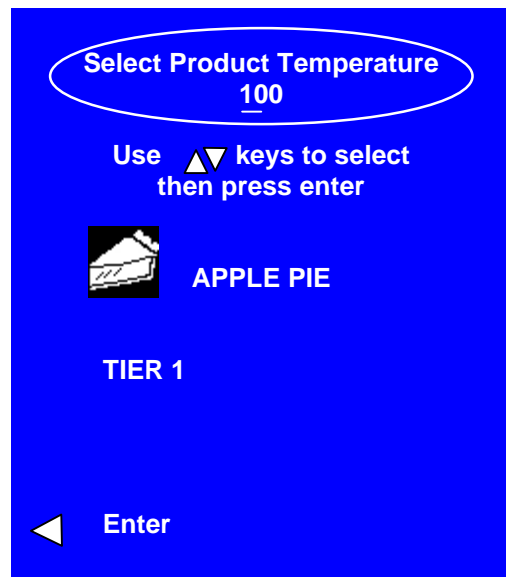 Select Product Temperature
100
Use △▽ keys to select
then press enter
APPLE PIE
TIER 1
Enter